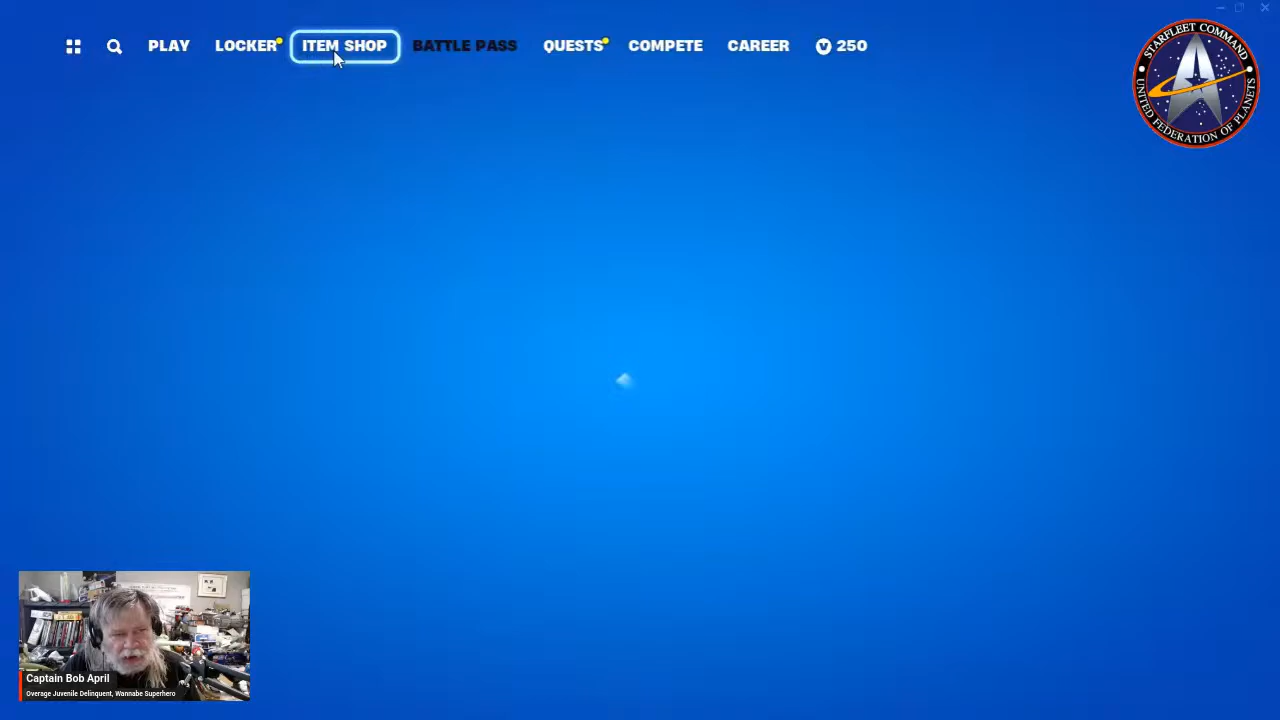 PLAY LOCKER ITEM SHOP BATTLE PASS QUESTS COMPETE CAREER 250
STARFLEET COMMAND
UNITED FEDERATION OF PLANETS
Captain Bob April
Overage Juvenile Delinquent, Wannabe Superhero